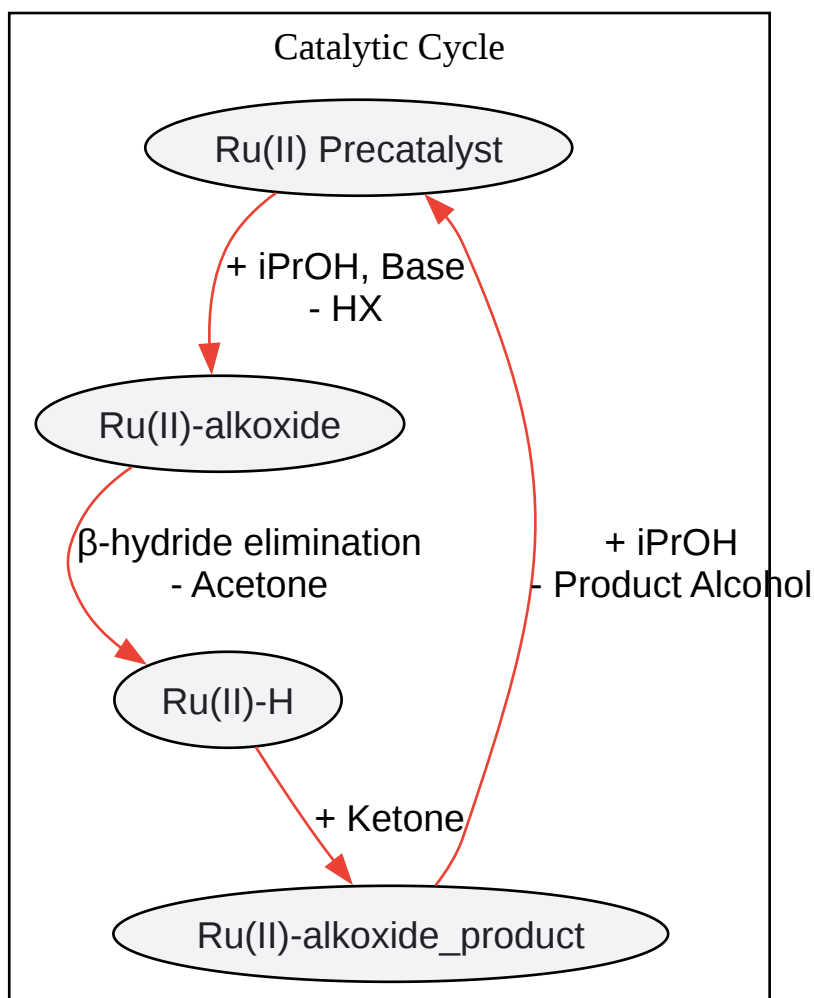 Catalytic Cycle
Ru(II) Precatalyst
+ iPrOH, Base
- HX
Ru(II)-alkoxide
β-hydride elimination
- Acetone
+ iPrOH
- Product Alcohol
Ru(II)-H
+ Ketone
Ru(II)-alkoxide_product